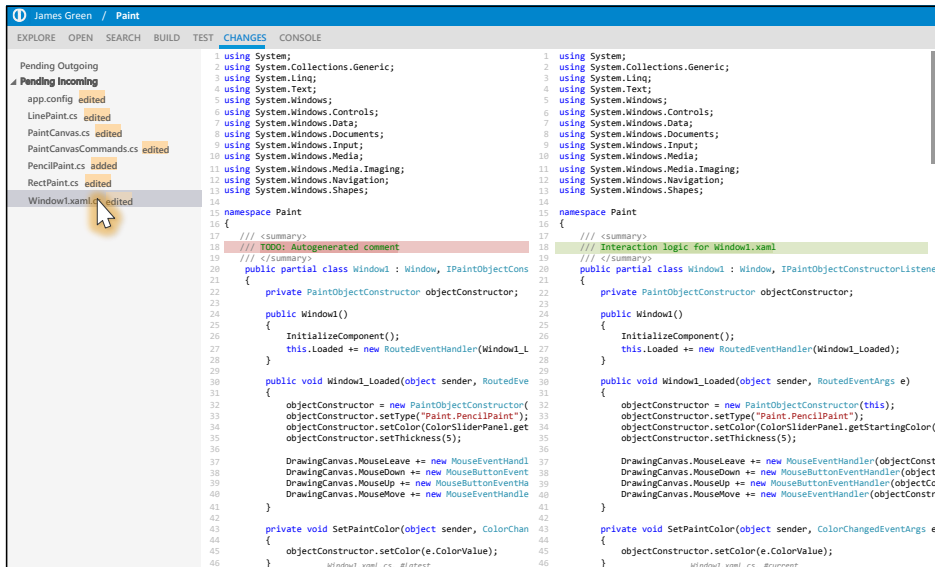 James Green / Paint
EXPLORE OPEN SEARCH BUILD TEST CHANGES CONSOLE
Pending Outgoing
Pending Incoming
app.config edited
LinePaint.cs edited
PaintCanvas.cs edited
PaintCanvasCommands.cs edited
PencilPaint.cs added
RectPaint.cs edited
Window1.xaml.c edited
1 using System;
2 using System.Collections.Generic;
3 using System.Linq;
4 using System.Text;
5 using System.Windows;
6 using System.Windows.Controls;
7 using System.Windows.Data;
8 using System.Windows.Documents;
9 using System.Windows.Input;
10 using System.Windows.Media;
11 using System.Windows.Media.Imaging;
12 using System.Windows.Navigation;
13 using System.Windows.Shapes;
14
15 namespace Paint
16 {
17 /// <summary>
18 /// TODO: Autogenerated comment
19 /// </summary>
20 public partial class Window1 : Window, IPaintObjectCons
21 {
22 private PaintObjectConstructor objectConstructor;
23
24 public Window1()
25 {
26 InitializeComponent();
27 this.Loaded += new RoutedEventHandler(Window1_L
28 }
29
30 public void Window1_Loaded(object sender, RoutedEve
31 {
32 objectConstructor = new PaintObjectConstructor(
33 objectConstructor.setType("Paint.PencilPaint");
34 objectConstructor.setColor(ColorSliderPanel.get
35 objectConstructor.setThickness(5);
36
37 DrawingCanvas.MouseLeave += new MouseEventHandl
38 DrawingCanvas.MouseDown += new MouseButtonEvent
39 DrawingCanvas.MouseUp += new MouseButtonEventHa
40 DrawingCanvas.MouseMove += new MouseEventHandle
41 }
42
43 private void SetPaintColor(object sender, ColorChan
44 {
45 objectConstructor.setColor(e.ColorValue);
46 }
Window1.xaml.cs #latest
1 using System;
2 using System.Collections.Generic;
3 using System.Linq;
4 using System.Text;
5 using System.Windows;
6 using System.Windows.Controls;
7 using System.Windows.Data;
8 using System.Windows.Documents;
9 using System.Windows.Input;
10 using System.Windows.Media;
11 using System.Windows.Media.Imaging;
12 using System.Windows.Navigation;
13 using System.Windows.Shapes;
14
15 namespace Paint
16 {
17 /// <summary>
18 /// Interaction logic for Window1.xaml
19 /// </summary>
20 public partial class Window1 : Window, IPaintObjectConstructorListene
21 {
22 private PaintObjectConstructor objectConstructor;
23
24 public Window1()
25 {
26 InitializeComponent();
27 this.Loaded += new RoutedEventHandler(Window1_Loaded);
28 }
29
30 public void Window1_Loaded(object sender, RoutedEventArgs e)
31 {
32 objectConstructor = new PaintObjectConstructor(this);
33 objectConstructor.setType("Paint.PencilPaint");
34 objectConstructor.setColor(ColorSliderPanel.getStartingColor(
35 objectConstructor.setThickness(5);
36
37 DrawingCanvas.MouseLeave += new MouseEventHandler(objectConst
38 DrawingCanvas.MouseDown += new MouseButtonEventHandler(object
39 DrawingCanvas.MouseUp += new MouseButtonEventHandler(objectCo
40 DrawingCanvas.MouseMove += new MouseEventHandler(objectConstr
41 }
42
43 private void SetPaintColor(object sender, ColorChangedEventArgs e
44 {
45 objectConstructor.setColor(e.ColorValue);
46 }
Window1.xaml.cs #current